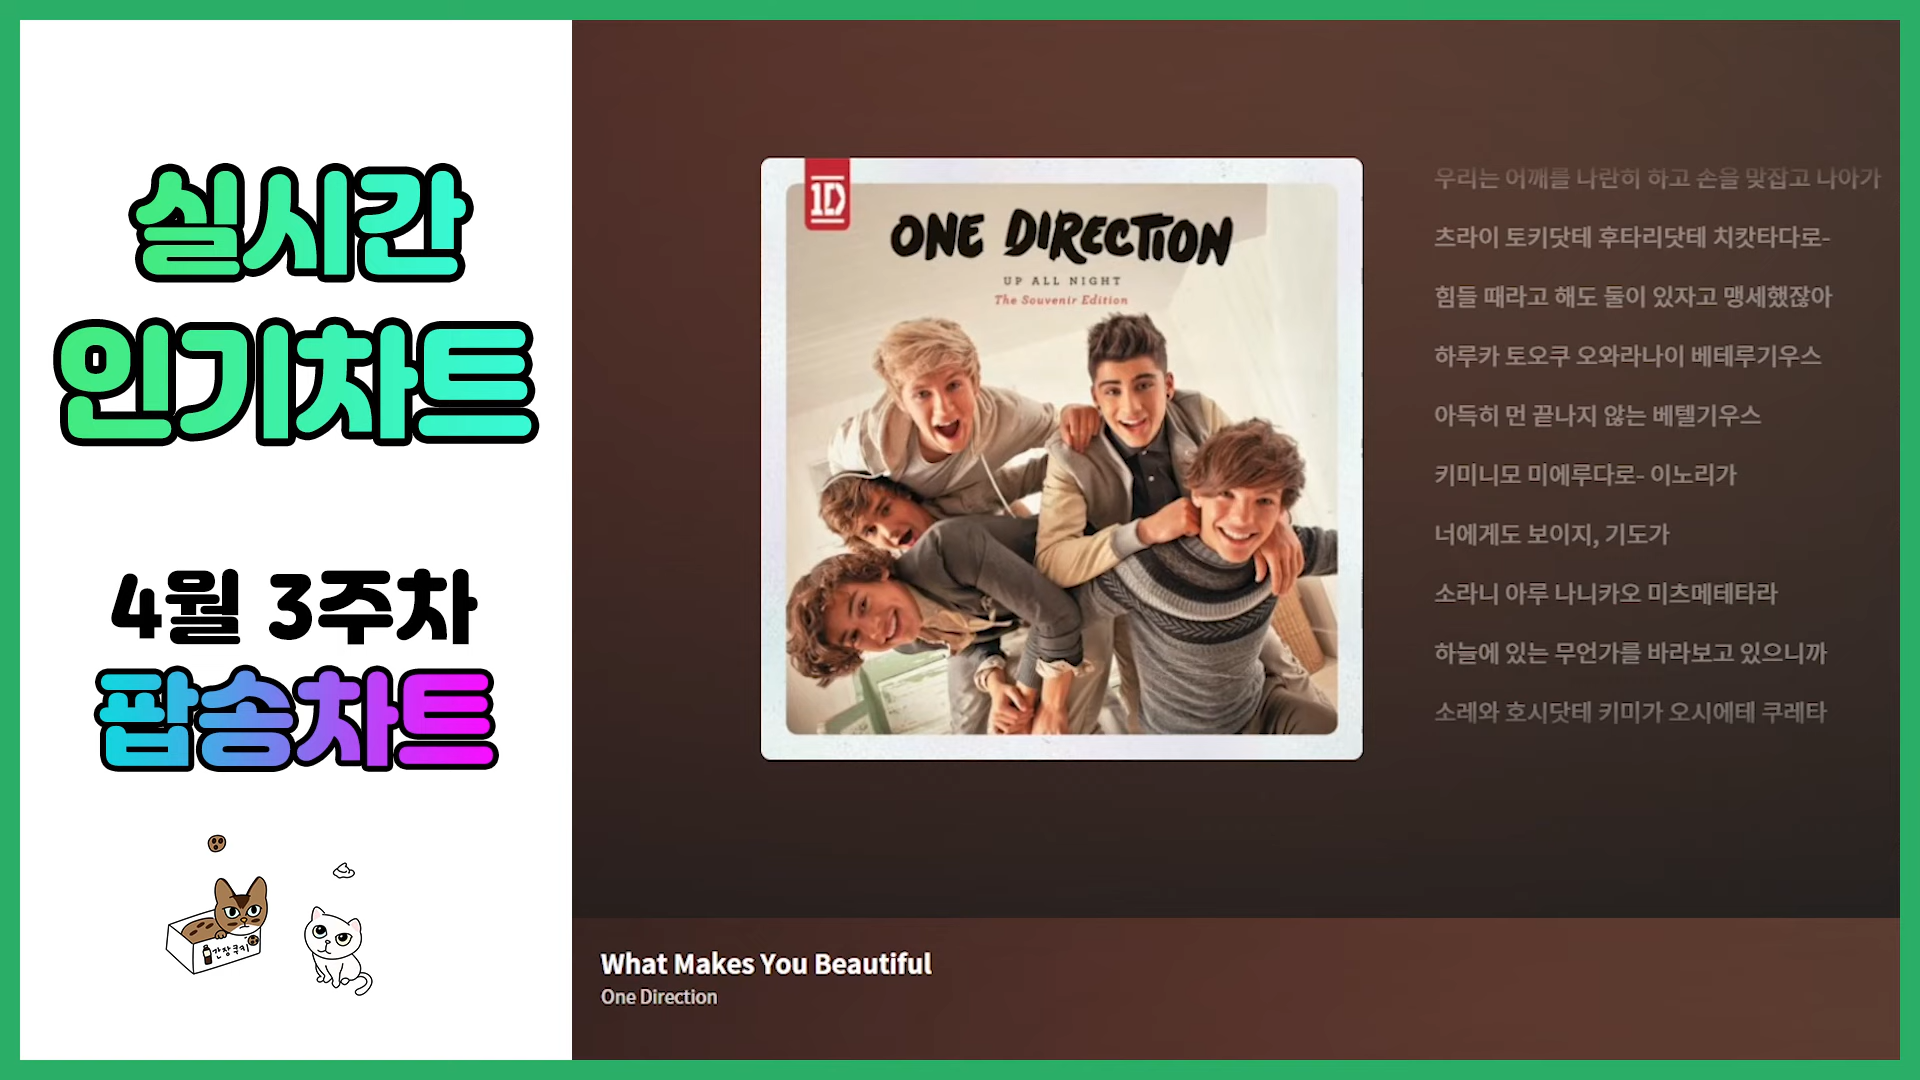 실시간
인기차트
4월 3주차
팝송차트
간장쿠키
1D
ONE DIRECTION
UP ALL NIGHT
The Souvenir Edition
우리는 어깨를 나란히 하고 손을 맞잡고 나아가
츠라이 토키닷테 후타리닷테 치캇타다로-
힘들 때라고 해도 둘이 있자고 맹세했잖아
하루카 토오쿠 오와라나이 베테루기우스
아득히 먼 끝나지 않는 베텔기우스
키미니모 미에루다로- 이노리가
너에게도 보이지, 기도가
소라니 아루 나니카오 미츠메테타라
하늘에 있는 무언가를 바라보고 있으니까
소레와 호시닷테 키미가 오시에테 쿠레타
What Makes You Beautiful
One Direction